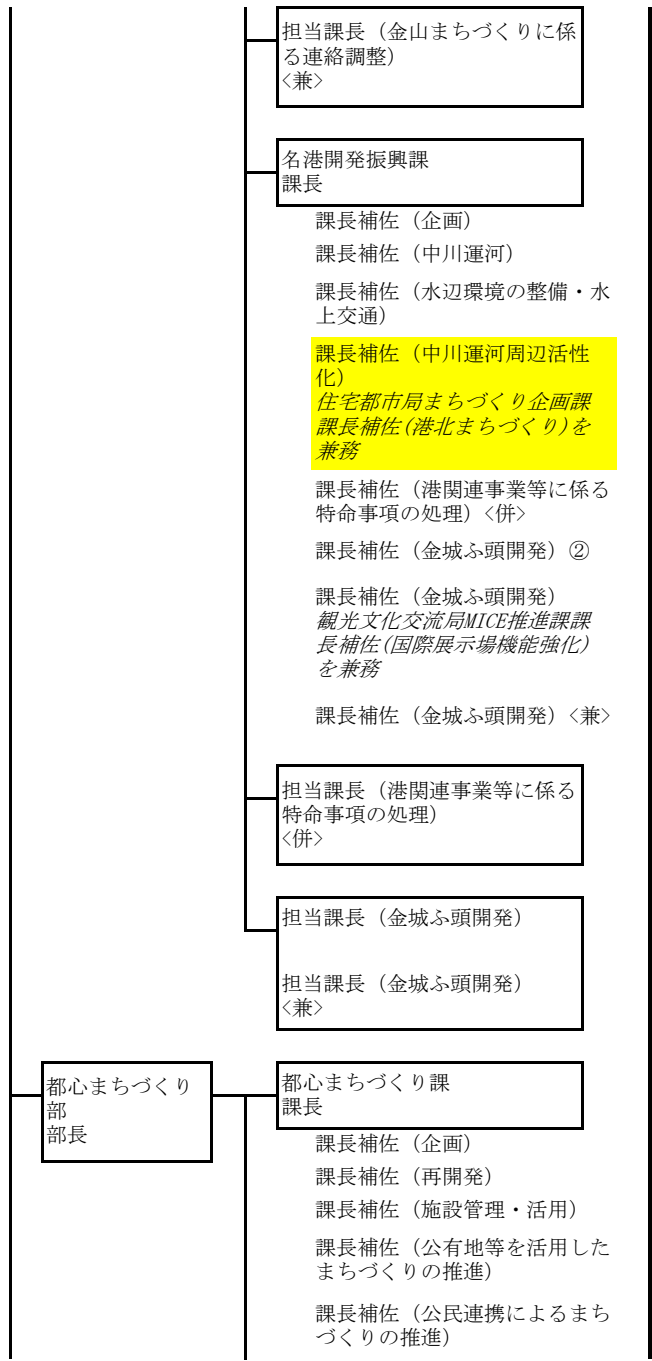 担当課長（金山まちづくりに係
る連絡調整）
<兼>
名港開発振興課
課長
課長補佐（企画）
課長補佐（中川運河）
課長補佐（水辺環境の整備・水
上交通）
課長補佐（中川運河周辺活性
化）
住宅都市局まちづくり企画課
課長補佐(港北まちづくり)を
兼務
課長補佐（港関連事業等に係る
特命事項の処理）<併>
課長補佐（金城ふ頭開発）②
課長補佐（金城ふ頭開発）
観光文化交流局MICE推進課課
長補佐(国際展示場機能強化)
を兼務
課長補佐（金城ふ頭開発）<兼>
担当課長（港関連事業等に係る
特命事項の処理）
<併>
担当課長（金城ふ頭開発）
担当課長（金城ふ頭開発）
<兼>
都心まちづくり
部
部長
都心まちづくり課
課長
課長補佐（企画）
課長補佐（再開発）
課長補佐（施設管理・活用）
課長補佐（公有地等を活用した
まちづくりの推進）
課長補佐（公民連携によるまち
づくりの推進）